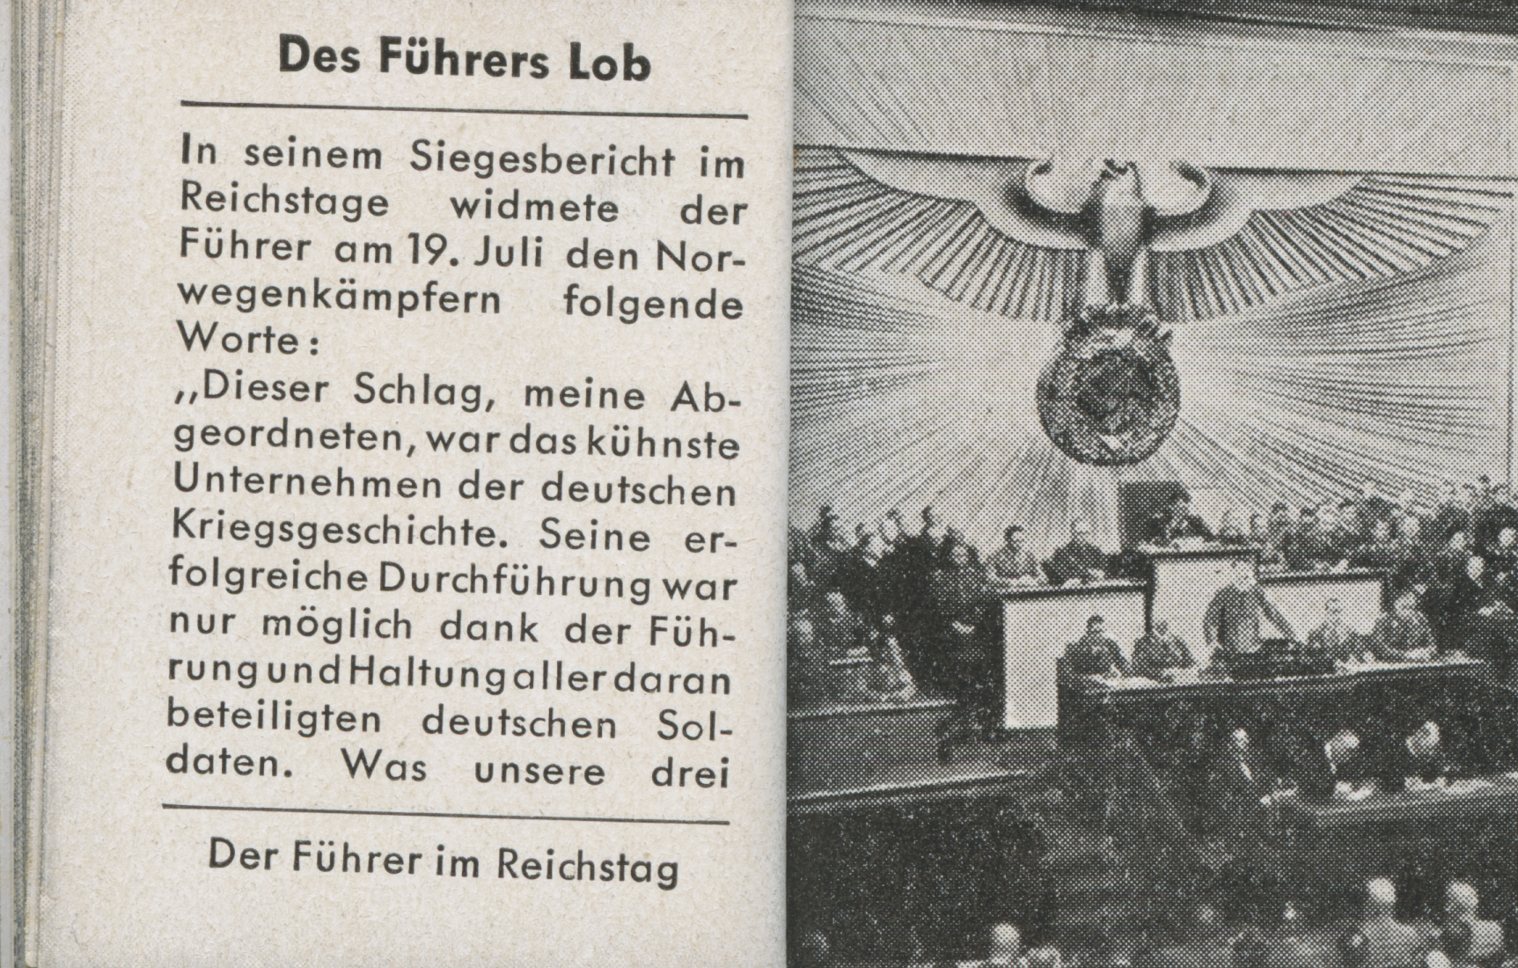 Des Führers Lob
In seinem Siegesbericht im
Reichstage widmete der
Führer am 19. Juli den Nor-
wegenkämpfern folgende
Worte:
„Dieser Schlag, meine Ab-
geordneten, war das kühnste
Unternehmen der deutschen
Kriegsgeschichte. Seine er-
folgreiche Durchführung war
nur möglich dank der Füh-
rung und Haltung aller daran
beteiligten deutschen Sol-
daten. Was unsere drei
Der Führer im Reichstag